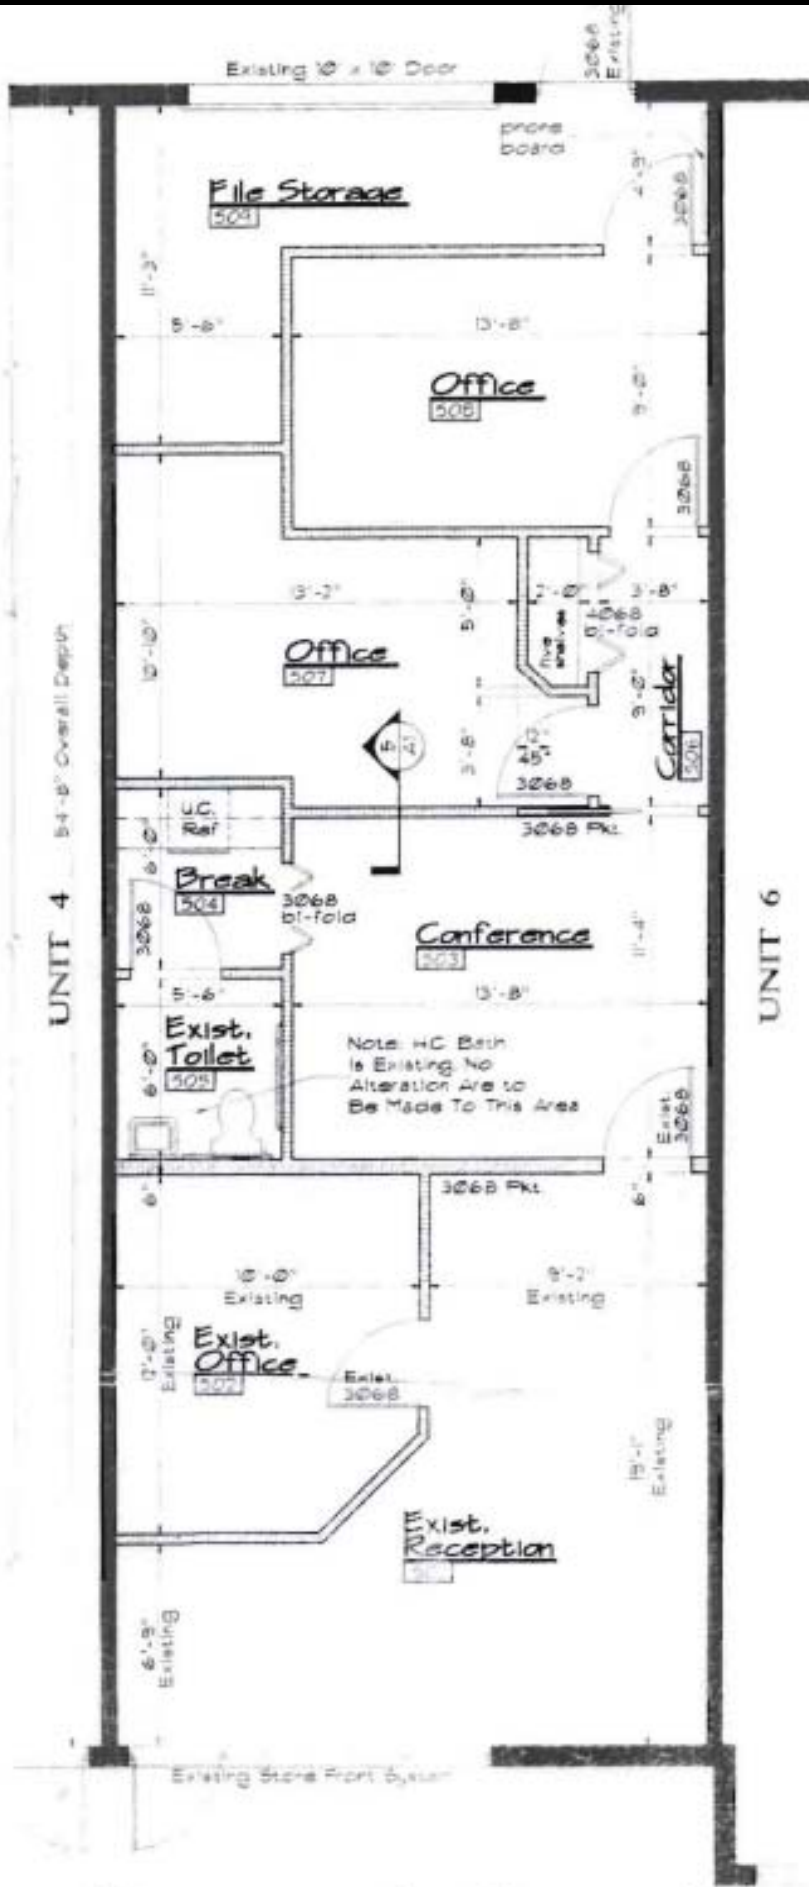 3068
Existing
Existing 10' x 10' Door
phone
board
File Storage
509
4'-9"
3068
11'-3"
5'-6"
13'-8"
Office
508
9'-0"
3068
13'-2"
5'-0"
2'-0"
3'-8"
4068
bi-fold
five
shelves
Office
507
10'-10"
9'-0"
Corridor
506
54'-8" Overall Depth
5
A1
3'-8"
45°
3068
U.C.
Ref
3068 Pkt.
6'-0"
Break
504
3068
bi-fold
3068
Conference
503
11'-4"
UNIT 4
UNIT 6
5'-6"
13'-8"
Exist.
Toilet
505
6'-0"
Note: H.C. Bath
Is Existing. No
Alteration Are to
Be Made To This Area
Exist.
3068
6"
3068 Pkt.
6"
10'-0"
Existing
9'-2"
Existing
Exist.
Office
502
12'-0"
Existing
Exist.
3068
Existing
Exist.
Reception
6'-9"
Existing
Existing Store Front System